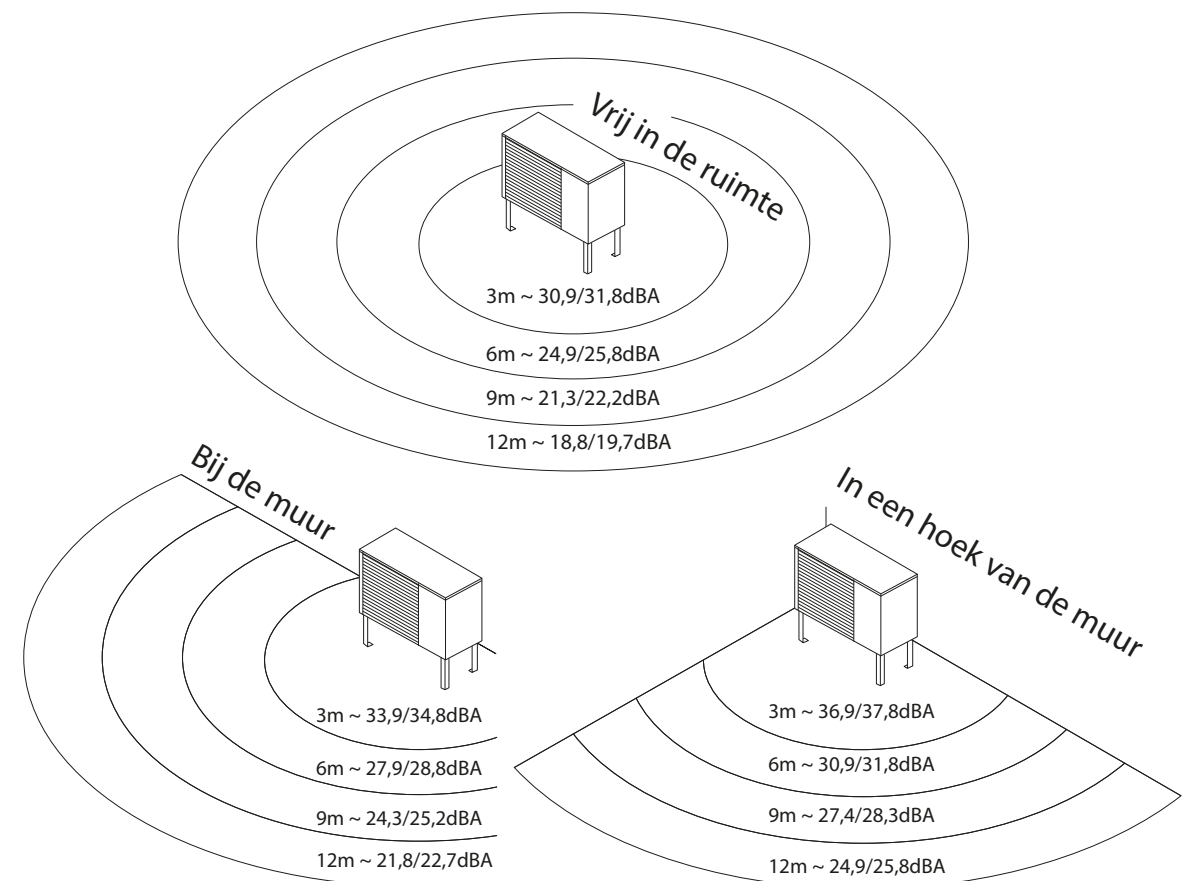 Vrij in de ruimte
3m ~ 30,9/31,8dBA
6m ~ 24,9/25,8dBA
9m ~ 21,3/22,2dBA
12m ~ 18,8/19,7dBA
Bij de muur
3m ~ 33,9/34,8dBA
6m ~ 27,9/28,8dBA
9m ~ 24,3/25,2dBA
12m ~ 21,8/22,7dBA
In een hoek van de muur
3m ~ 36,9/37,8dBA
6m ~ 30,9/31,8dBA
9m ~ 27,4/28,3dBA
12m ~ 24,9/25,8dBA